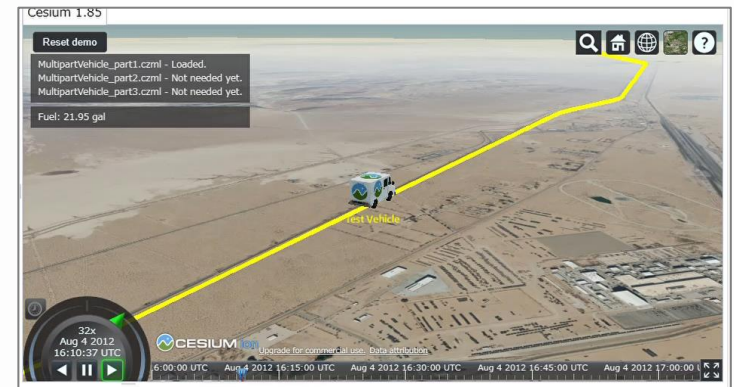 Cesium 1.85
Reset demo
MultipartVehicle_part1.czml - Loaded.
MultipartVehicle_part2.czml - Not needed yet.
MultipartVehicle_part3.czml - Not needed yet.
Fuel: 21.95 gal
?
Test Vehicle
32x
Aug 4 2012
16:10:37 UTC
CESIUM ion
Upgrade for commercial use. Data attribution
6:00:00 UTC Aug 4 2012 16:15:00 UTC Aug 4 2012 16:30:00 UTC Aug 4 2012 16:45:00 UTC Aug 4 2012 17:00:00 U